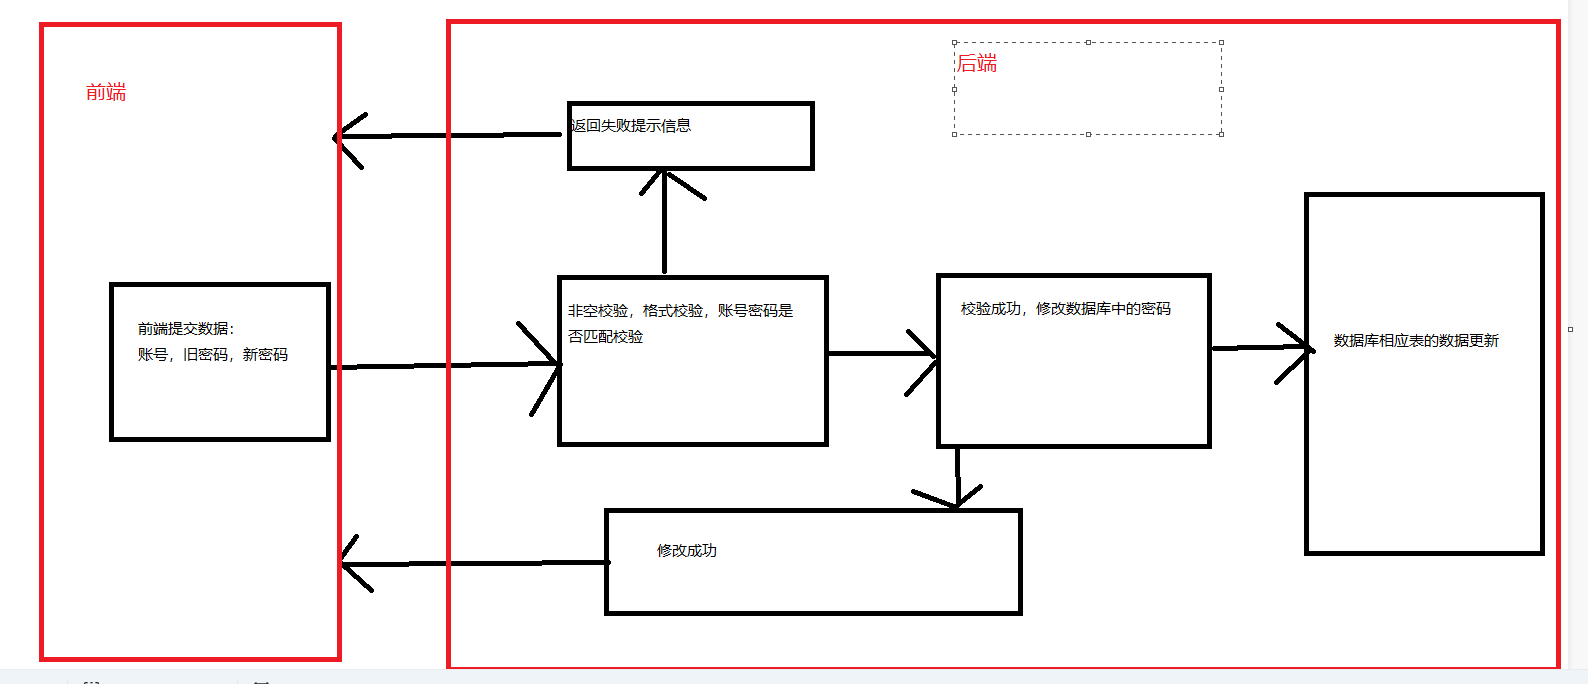 前端
后端
返回失败提示信息
前端提交数据：
账号，旧密码，新密码
非空校验，格式校验，账号密码是
否匹配校验
校验成功，修改数据库中的密码
数据库相应表的数据更新
修改成功